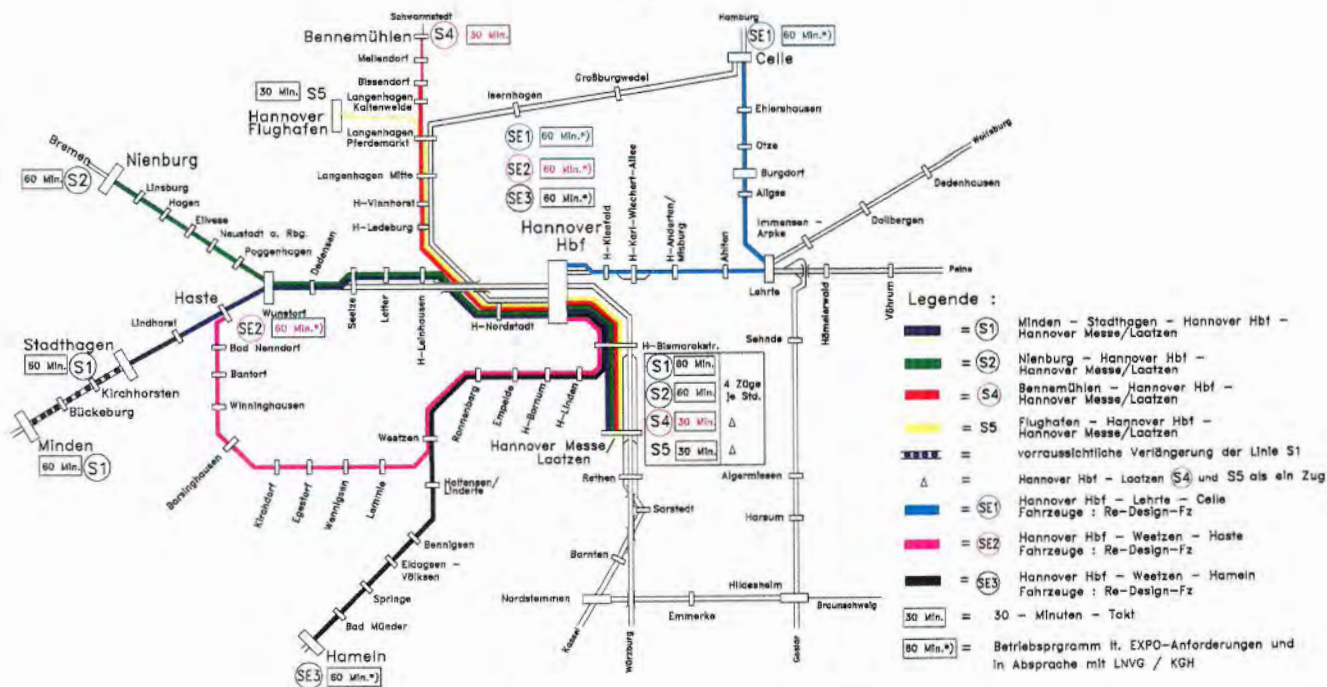 Schwarmstedt
Bennemühlen S4 30 Min.
Mellendorf
Bissendorf
Langenhagen
Kaltenweide
30 Min. S5
Hannover
Flughafen
Langenhagen
Pferdemarkt
Langenhagen Mitte
H-Vinnhorst
H-Ledeburg
Isernhagen
Großburgwedel
Hamburg
SE1 60 Min.*)
Celle
Ehlershausen
Otze
Burgdorf
Aligse
Immensen -
Arpke
Dollbergen
Dedenhausen
Wolfsburg
SE1 60 Min.*)
SE2 60 Min.*)
SE3 60 Min.*)
Hannover
Hbf
H-Kleefeld
H-Karl-Wiechert-Allee
H-Anderten/
Misburg
Ahlten
Lehrte
Hämelerwald
Vöhrum
Peine
Bremen
Nienburg
60 Min. S2
Linsburg
Hagen
Eilvese
Neustadt a. Rbg.
Poggenhagen
Wunstorf
Dedensen
Seelze
Letter
H-Leinhausen
H-Nordstadt
Haste
Lindhorst
SE2 60 Min.*)
Stadthagen
60 Min. S1
Kirchhorsten
Bückeburg
Minden
60 Min. S1
Bad Nenndorf
Bantorf
Winninghausen
Barsinghausen
Kirchdorf
Egestorf
Wennigsen
Lemmie
Weetzen
Ronnenberg
Empelde
H-Bornum
H-Linden
H-Bismarckstr.
S1 60 Min.
S2 60 Min.
S4 30 Min.
S5 30 Min.
4 Züge
je Std.
Δ
Δ
Hannover Messe/
Laatzen
Holtensen/
Linderte
Bennigsen
Eldagsen -
Völksen
Springe
Bad Münder
Hameln
SE3 60 Min.*)
Rethen
Sarstedt
Barnten
Nordstemmen
Emmerke
Hildesheim
Braunschweig
Kassel
Würzburg
Goslar
Sehnde
Algermissen
Harsum
Legende :
= S1 Minden - Stadthagen - Hannover Hbf -
Hannover Messe/Laatzen
= S2 Nienburg - Hannover Hbf -
Hannover Messe/Laatzen
= S4 Bennemühlen - Hannover Hbf -
Hannover Messe/Laatzen
= S5 Flughafen - Hannover Hbf -
Hannover Messe/Laatzen
= vorraussichtliche Verlängerung der Linie S1
Δ = Hannover Hbf - Laatzen S4 und S5 als ein Zug
= SE1 Hannover Hbf - Lehrte - Celle
Fahrzeuge : Re-Design-Fz
= SE2 Hannover Hbf - Weetzen - Haste
Fahrzeuge : Re-Design-Fz
= SE3 Hannover Hbf - Weetzen - Hameln
Fahrzeuge : Re-Design-Fz
30 Min. = 30 - Minuten - Takt
60 Min.*) = Betriebsprgramm lt. EXPO-Anforderungen und
in Absprache mit LNVG / KGH